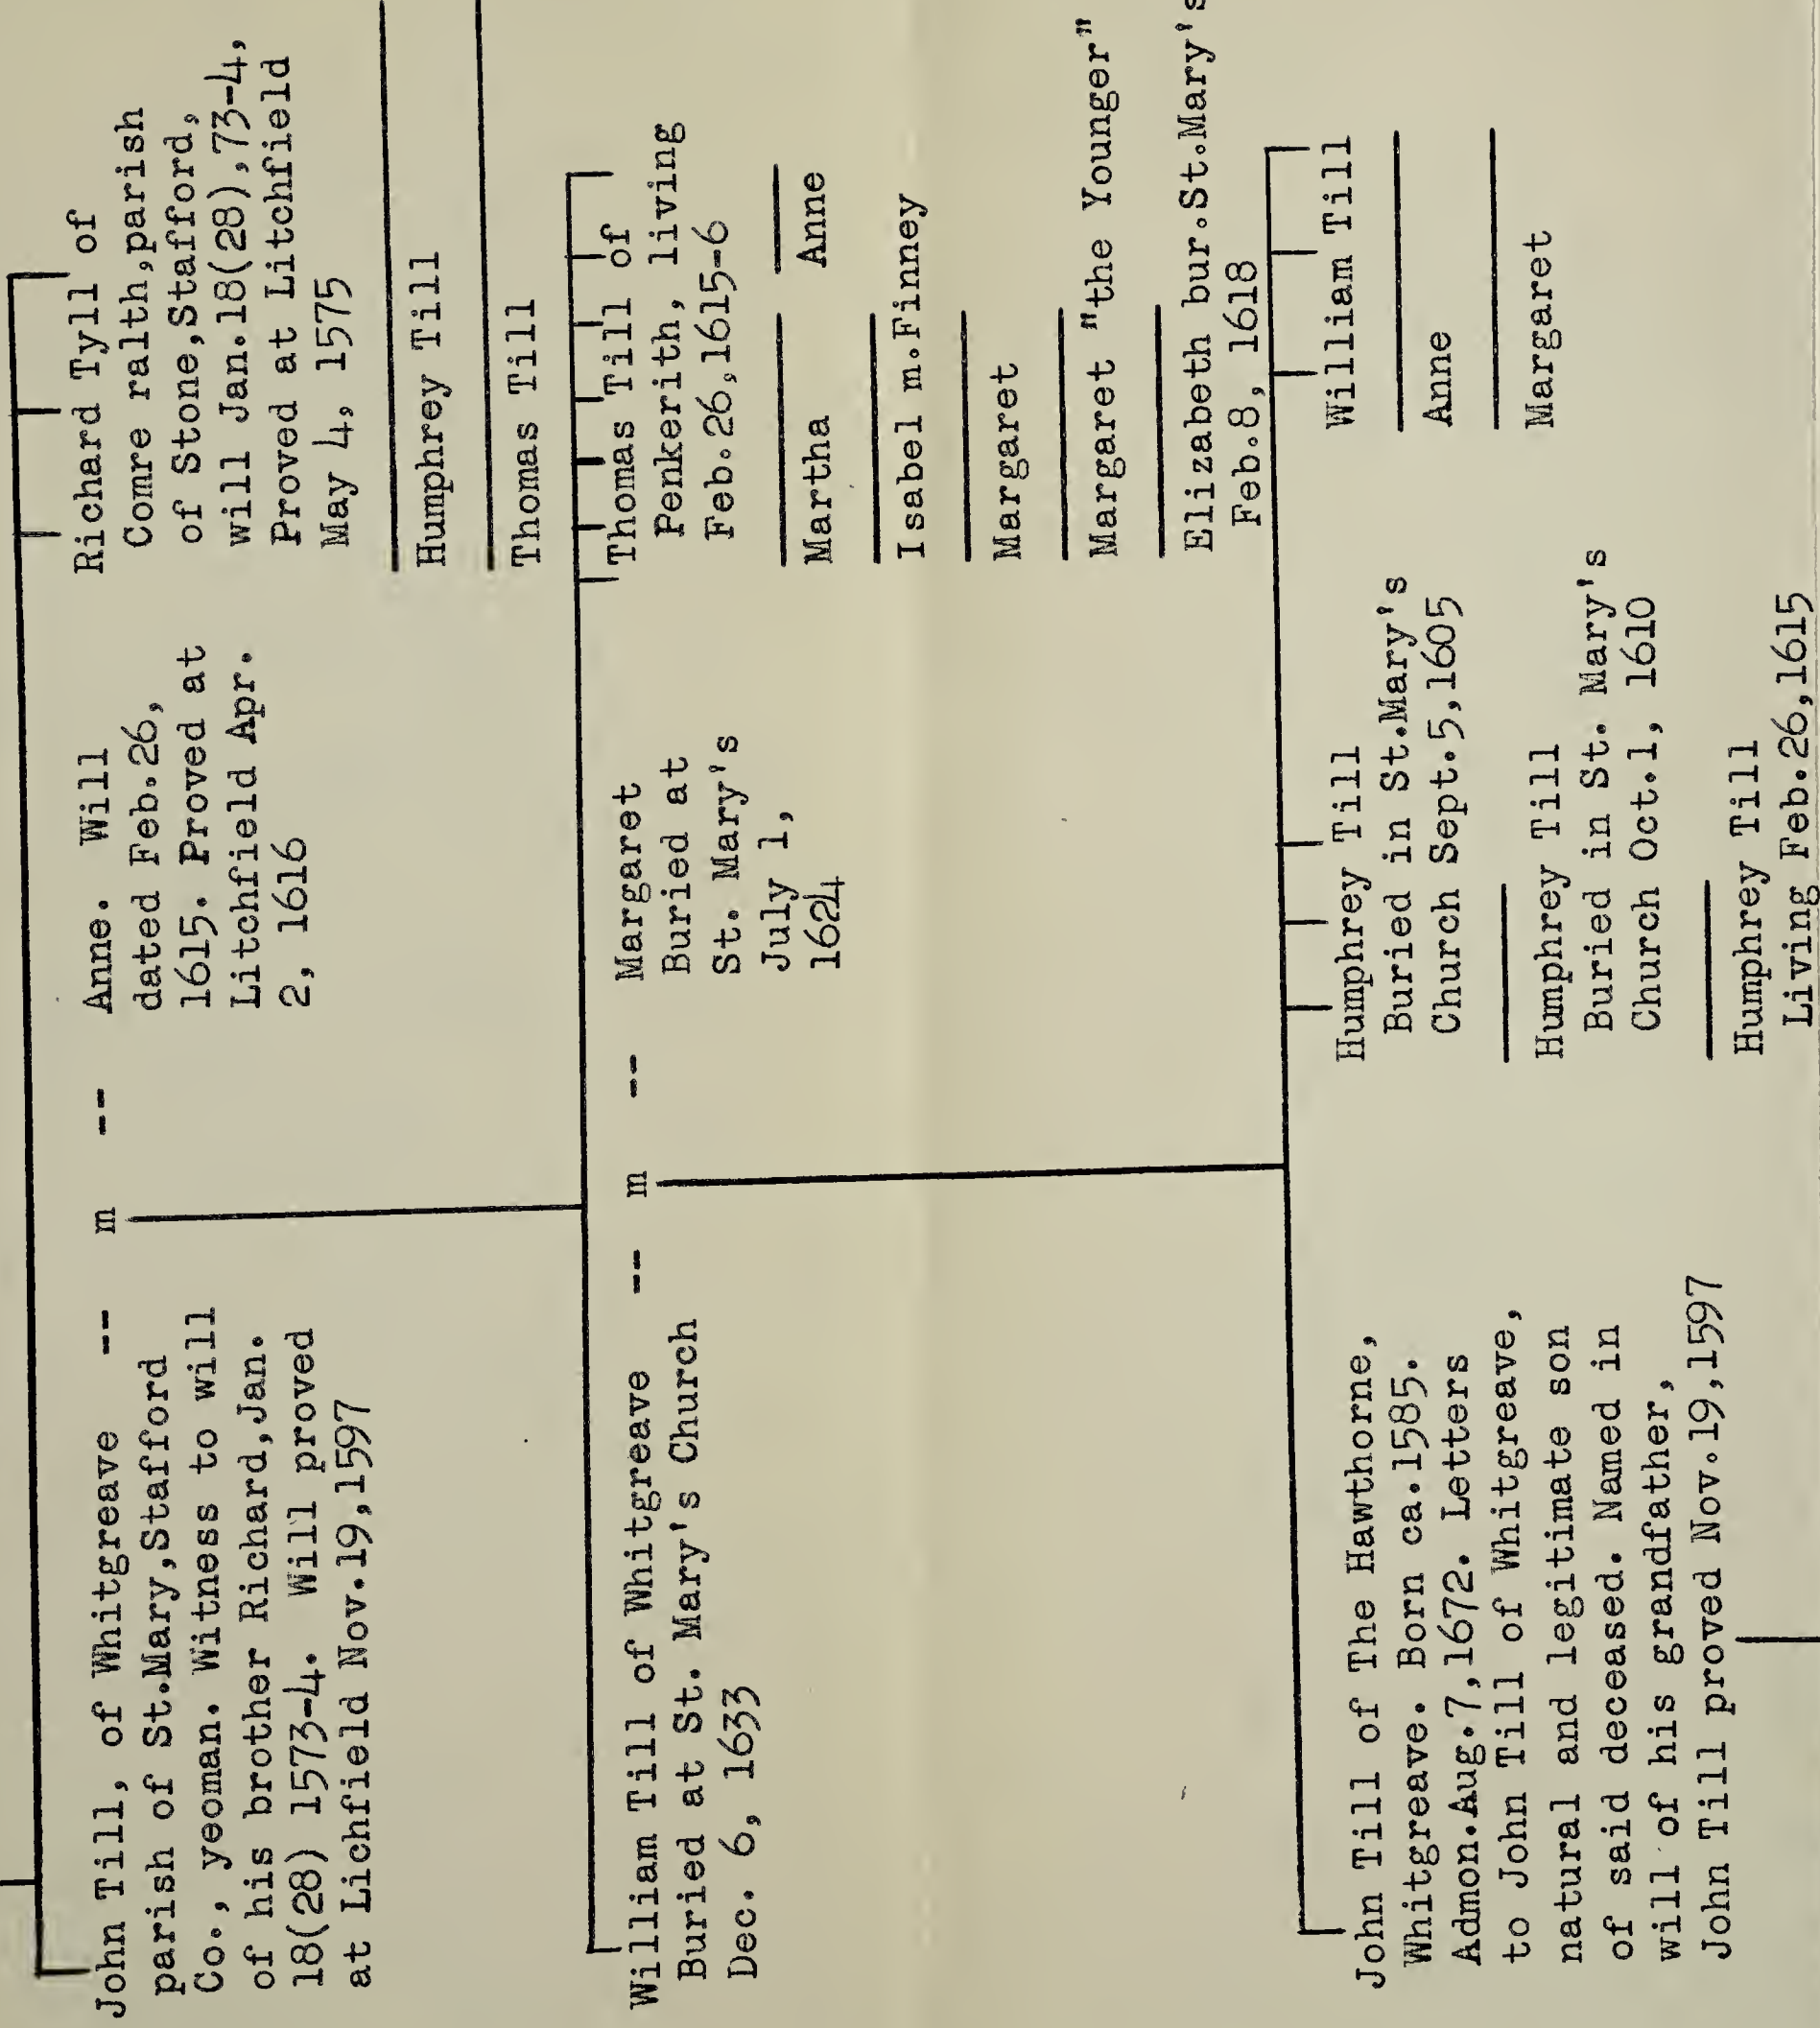 John Till, of Whitgreave -- m -- Anne. Will
parish of St.Mary,Stafford
Co., yeoman. Witness to will
of his brother Richard,Jan.
18(28) 1573-4. Will proved
at Lichfield Nov.19,1597
dated Feb.26,
1615. Proved at
Litchfield Apr.
2, 1616
Richard Tyll of
Comre ralth,parish
of Stone,Stafford,
will Jan.18(28),73-4,
Proved at Litchfield
May 4, 1575
Humphrey Till
Thomas Till
William Till of Whitgreave -- m -- Margaret
Buried at St. Mary's Church
Dec. 6, 1633
Buried at
St. Mary's
July 1,
1624
Thomas Till of
Penkerith, living
Feb.26,1615-6
Martha Anne
Isabel m.Finney
Margaret
Margaret "the Younger"
Elizabeth bur.St.Mary's
Feb.8, 1618
John Till of The Hawthorne,
Whitgreave. Born ca.1585.
Admon.Aug.7,1672. Letters
to John Till of Whitgreave,
natural and legitimate son
of said deceased. Named in
will of his grandfather,
John Till proved Nov.19,1597
Humphrey Till
Buried in St.Mary's
Church Sept.5,1605
Humphrey Till
Buried in St. Mary's
Church Oct.1, 1610
Humphrey Till
Living Feb.26,1615
William Till
Anne
Margaret